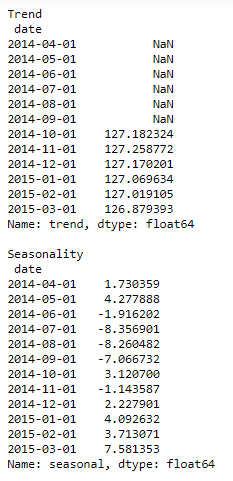 Trend
date
2014-04-01 NaN
2014-05-01 NaN
2014-06-01 NaN
2014-07-01 NaN
2014-08-01 NaN
2014-09-01 NaN
2014-10-01 127.182324
2014-11-01 127.258772
2014-12-01 127.170201
2015-01-01 127.069634
2015-02-01 127.019105
2015-03-01 126.879393
Name: trend, dtype: float64
Seasonality
date
2014-04-01 1.730359
2014-05-01 4.277888
2014-06-01 -1.916202
2014-07-01 -8.356901
2014-08-01 -8.260482
2014-09-01 -7.066732
2014-10-01 3.120700
2014-11-01 -1.143587
2014-12-01 2.227901
2015-01-01 4.092632
2015-02-01 3.713071
2015-03-01 7.581353
Name: seasonal, dtype: float64